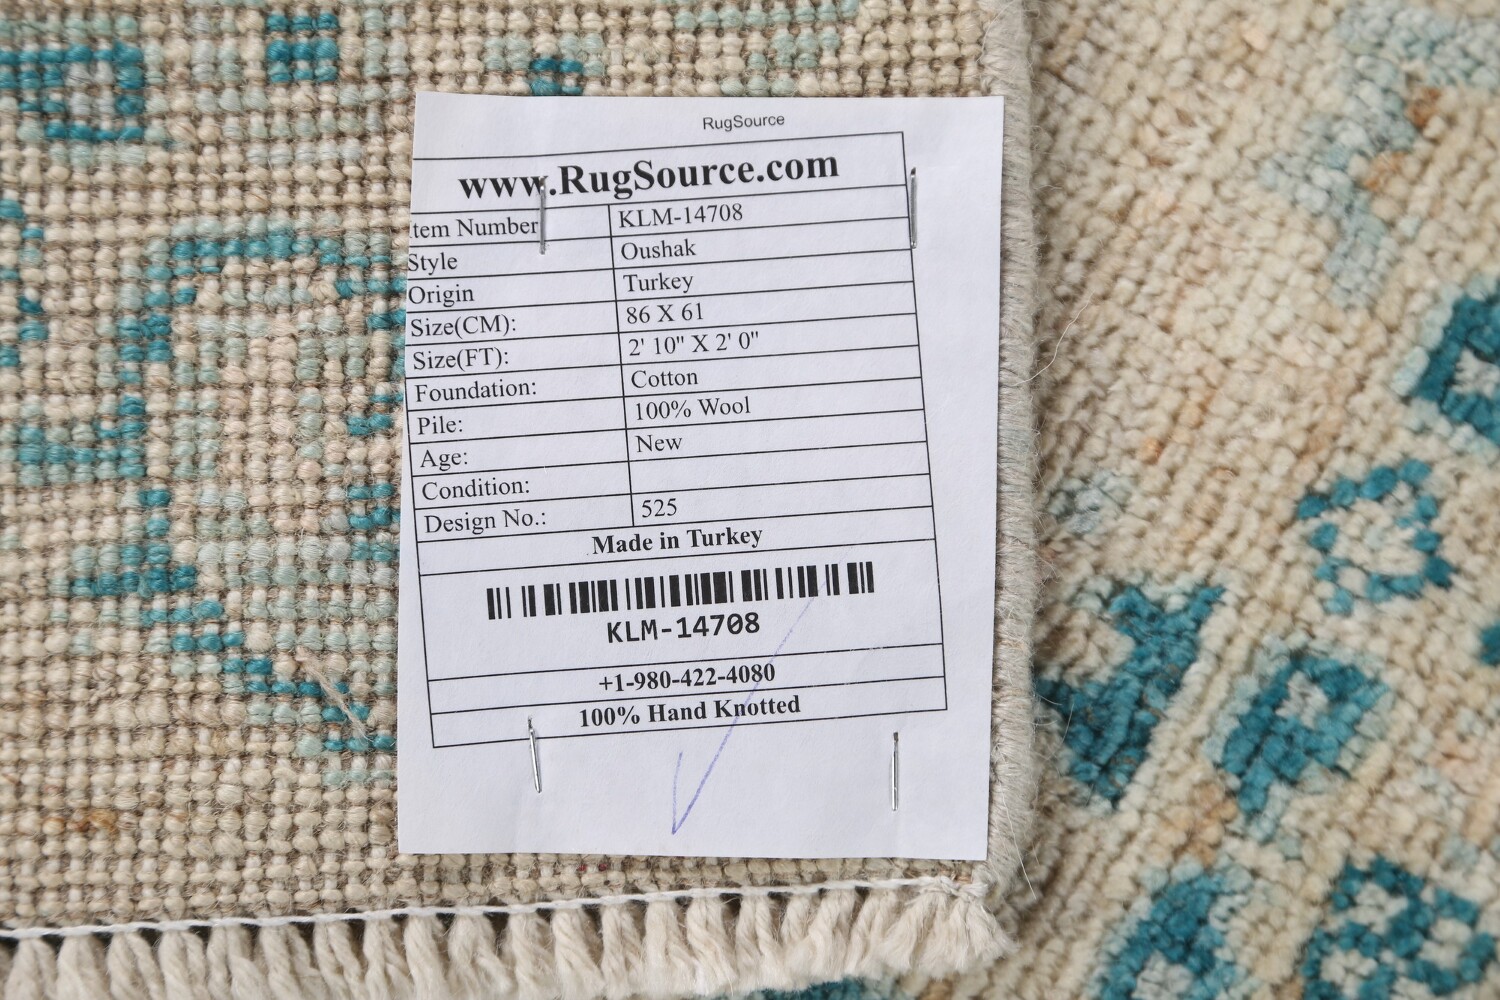 RugSource
www.RugSource.com
tem Number KLM-14708
Style Oushak
Origin Turkey
Size(CM): 86 X 61
Size(FT): 2' 10" X 2' 0"
Foundation: Cotton
Pile: 100% Wool
Age: New
Condition:
Design No.: 525
Made in Turkey
KLM-14708
+1-980-422-4080
100% Hand Knotted